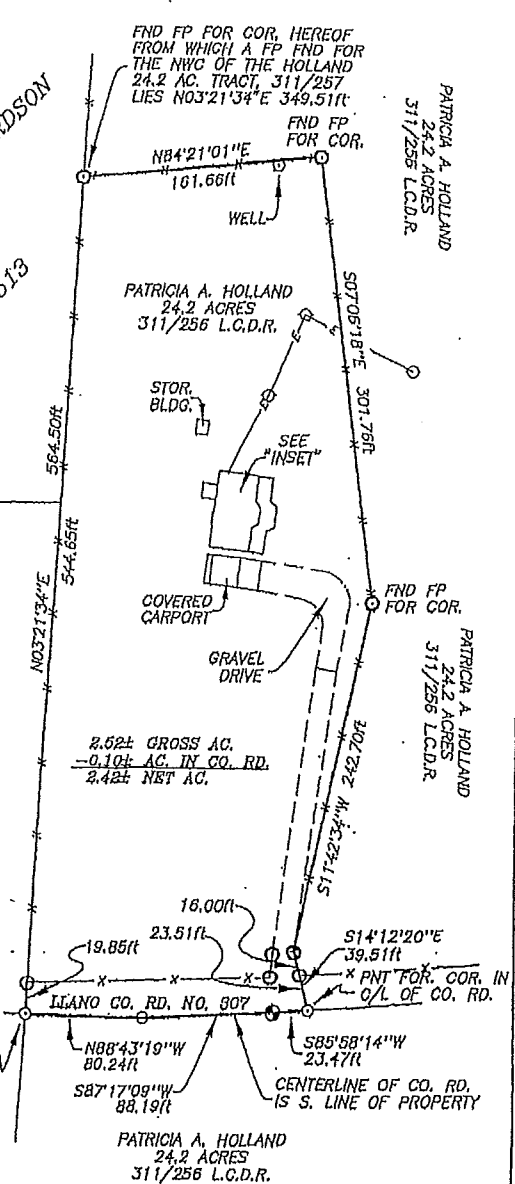 FND FP FOR COR. HEREOF
FROM WHICH A FP FND FOR
THE NWC OF THE HOLLAND
24.2 AC. TRACT, 311/257
LIES N03°21'34"E 349.51ft
FND FP
FOR COR.
N84°21'01"E
161.66ft
WELL
PATRICIA A. HOLLAND
24.2 ACRES
311/256 L.C.D.R.
PATRICIA A. HOLLAND
24.2 ACRES
311/256 L.C.D.R.
S07°05'18"E 301.76ft
STOR.
BLDG.
SEE
"INSET"
564.50ft
544.65ft
N03°21'34"E
COVERED
CARPORT
FND FP
FOR COR.
GRAVEL
DRIVE
PATRICIA A. HOLLAND
24.2 ACRES
311/256 L.C.D.R.
2.52± GROSS AC.
-0.10± AC. IN CO. RD.
2.42± NET AC.
S11°42'34"W 242.70ft
16.00ft
23.51ft
19.85ft
S14°12'20"E
39.51ft
PNT FOR. COR. IN
C/L OF CO. RD.
LLANO CO. RD. NO. 307
N88°43'19"W
80.24ft
S85°58'14"W
23.47ft
S87°17'09"W
88.19ft
CENTERLINE OF CO. RD.
IS S. LINE OF PROPERTY
PATRICIA A. HOLLAND
24.2 ACRES
311/256 L.C.D.R.